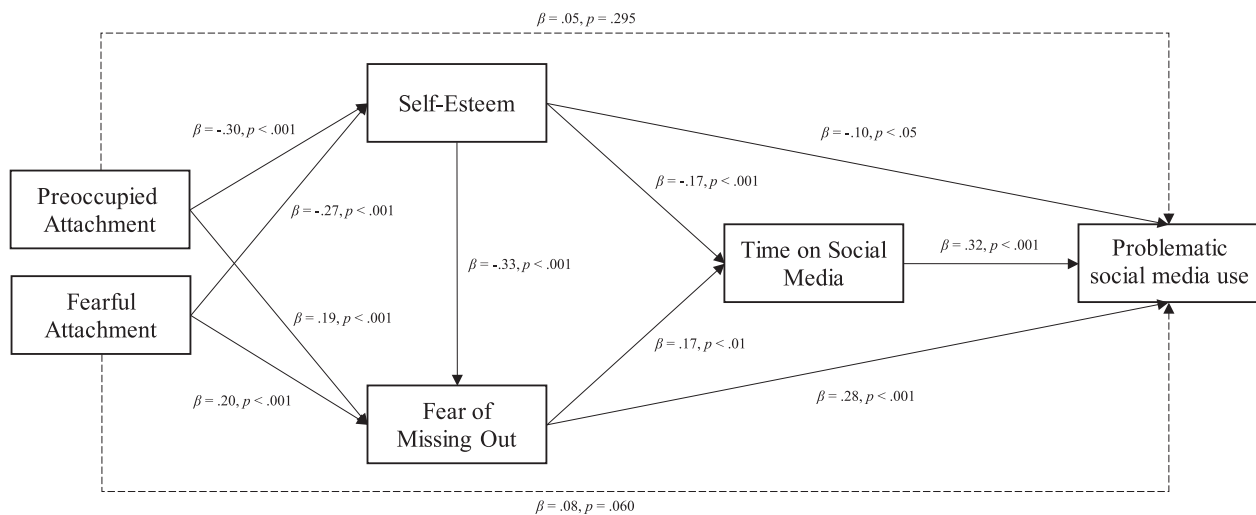 β = .05, p = .295
Self-Esteem
β = -.30, p < .001
β = -.10, p < .05
Preoccupied
Attachment
β = -.17, p < .001
β = -.27, p < .001
Time on Social
Media
β = .32, p < .001
Problematic
social media use
β = -.33, p < .001
Fearful
Attachment
β = .19, p < .001
β = .17, p < .01
β = .20, p < .001
Fear of
Missing Out
β = .28, p < .001
β = .08, p = .060